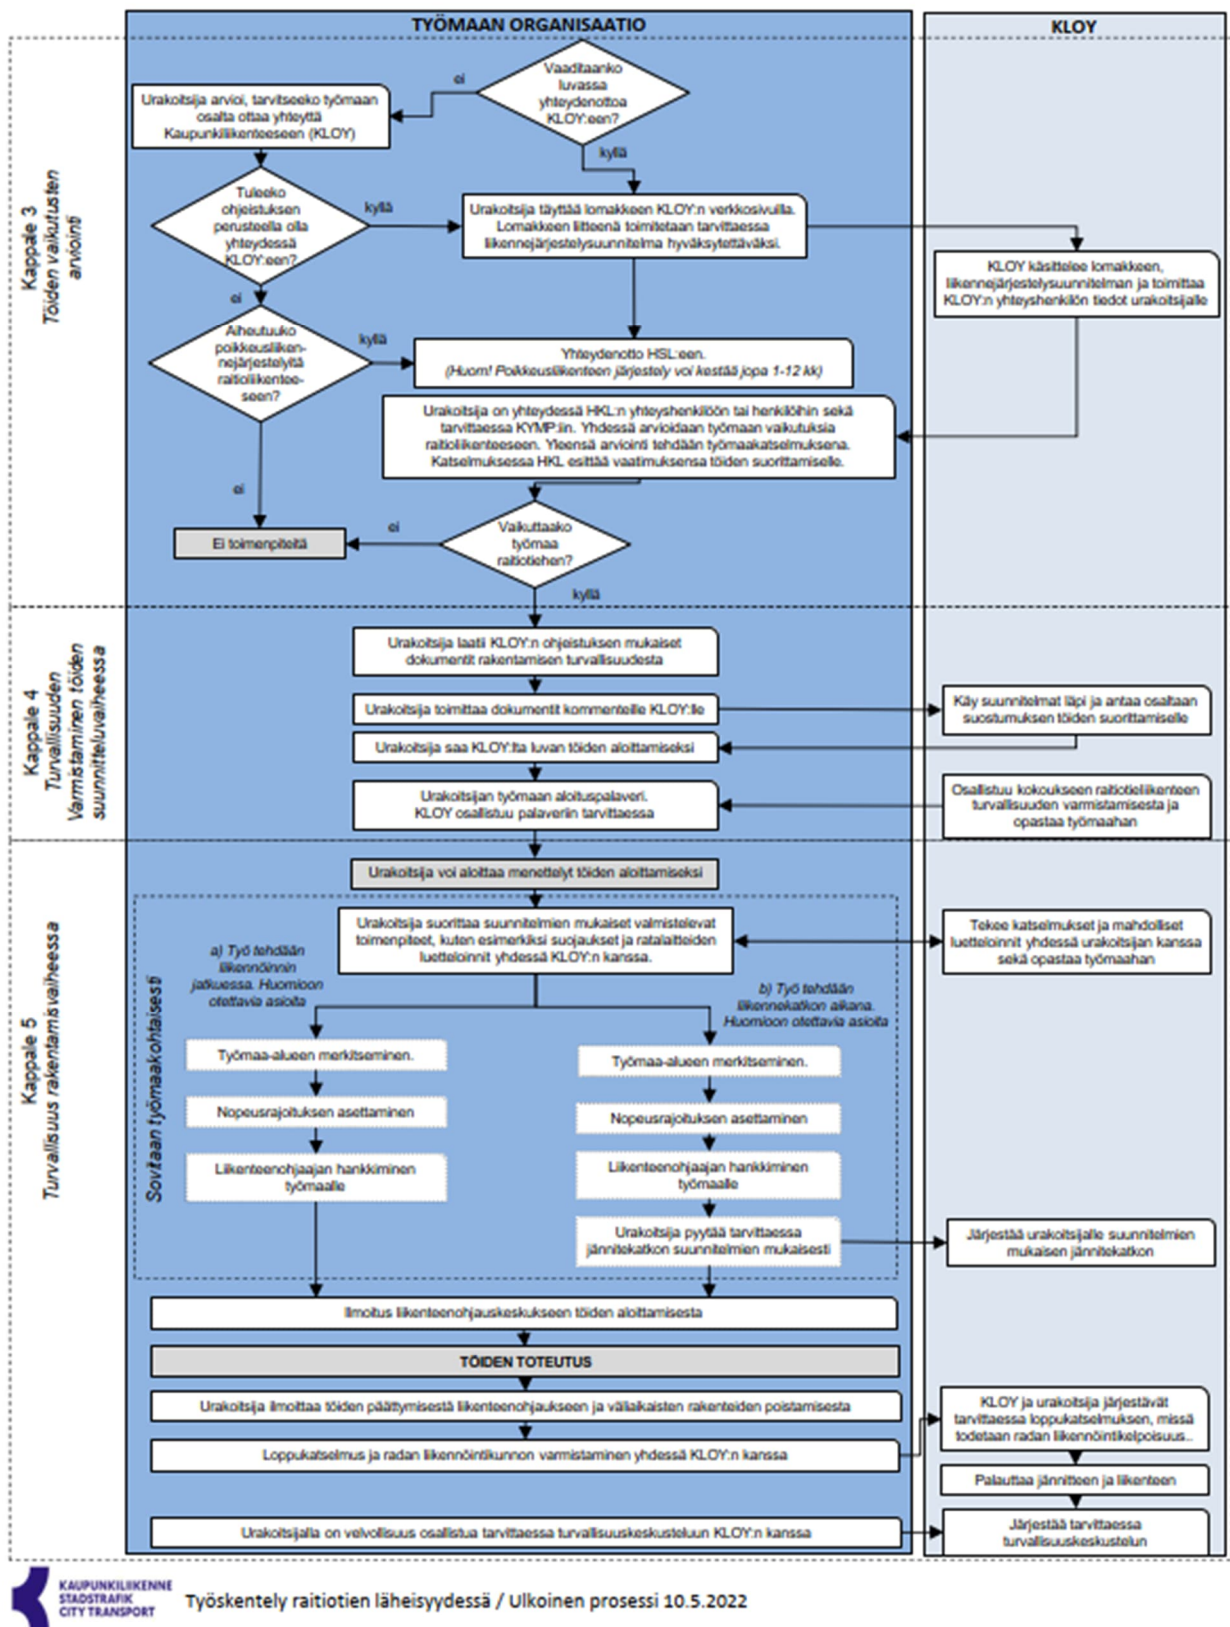 TYÖMAAN ORGANISAATIO
KLOY
Kappale 3
Töiden vaikutusten
arviointi
Vaaditaanko
luvassa
yhteydenottoa
KLOY:een?
ei
kyllä
Urakoitsija arvioi, tarvitseeko työmaan
osalta ottaa yhteyttä
Kaupunkiliikenteeseen (KLOY)
Tuleeko
ohjeistuksen
perusteella olla
yhteydessä
KLOY:een?
kyllä
ei
Urakoitsija täyttää lomakkeen KLOY:n verkkosivuilla.
Lomakkeen liitteenä toimitetaan tarvittaessa
liikennejärjestelysuunnitelma hyväksytettäväksi.
KLOY käsittelee lomakkeen,
liikennejärjestelysuunnitelman ja toimittaa
KLOY:n yhteyshenkilön tiedot urakoitsijalle
Aiheutuuko
poikkeusliiken-
nejärjestelyitä
raitioliikentee-
seen?
kyllä
ei
Yhteydenotto HSL:een.
(Huom! Poikkeusliikenteen järjestely voi kestää jopa 1-12 kk)
Urakoitsija on yhteydessä HKL:n yhteyshenkilöön tai henkilöihin sekä
tarvittaessa KYMP:iin. Yhdessä arvioidaan työmaan vaikutuksia
raitioliikenteeseen. Yleensä arviointi tehdään työmaakatselmuksena.
Katselmuksessa HKL esittää vaatimuksensa töiden suorittamiselle.
Ei toimenpiteitä
ei
Vaikuttaako
työmaa
raitiotiehen?
kyllä
Kappale 4
Turvallisuuden
Varmistaminen töiden
suunnitteluvaiheessa
Urakoitsija laatii KLOY:n ohjeistuksen mukaiset
dokumentit rakentamisen turvallisuudesta
Urakoitsija toimittaa dokumentit kommenteille KLOY:lle
Käy suunnitelmat läpi ja antaa osaltaan
suostumuksen töiden suorittamiselle
Urakoitsija saa KLOY:lta luvan töiden aloittamiseksi
Urakoitsijan työmaan aloituspalaveri.
KLOY osallistuu palaveriin tarvittaessa
Osallistuu kokoukseen raitiotieliikenteen
turvallisuuden varmistamisesta ja
opastaa työmaahan
Kappale 5
Turvallisuus rakentamisvaiheessa
Urakoitsija voi aloittaa menettelyt töiden aloittamiseksi
Sovitaan työmaakohtaisesti
Urakoitsija suorittaa suunnitelmien mukaiset valmistelevat
toimenpiteet, kuten esimerkiksi suojaukset ja ratalaitteiden
luetteloinnit yhdessä KLOY:n kanssa.
Tekee katselmukset ja mahdolliset
luetteloinnit yhdessä urakoitsijan kanssa
sekä opastaa työmaahan
a) Työ tehdään
liikennöinnin
jatkuessa. Huomioon
otettavia asioita
b) Työ tehdään
liikennekatkon aikana.
Huomioon otettavia asioita
Työmaa-alueen merkitseminen.
Nopeusrajoituksen asettaminen
Liikenteenohjaajan hankkiminen
työmaalle
Työmaa-alueen merkitseminen.
Nopeusrajoituksen asettaminen
Liikenteenohjaajan hankkiminen
työmaalle
Urakoitsija pyytää tarvittaessa
jännitekatkon suunnitelmien mukaisesti
Järjestää urakoitsijalle suunnitelmien
mukaisen jännitekatkon
Ilmoitus liikenteenohjauskeskukseen töiden aloittamisesta
TÖIDEN TOTEUTUS
Urakoitsija ilmoittaa töiden päättymisestä liikenteenohjaukseen ja väliaikaisten rakenteiden poistamisesta
Loppukatselmus ja radan liikennöintikunnon varmistaminen yhdessä KLOY:n kanssa
KLOY ja urakoitsija järjestävät
tarvittaessa loppukatselmuksen, missä
todetaan radan liikennöintikelpoisuus..
Palauttaa jännitteen ja liikenteen
Urakoitsijalla on velvollisuus osallistua tarvittaessa turvallisuuskeskusteluun KLOY:n kanssa
Järjestää tarvittaessa
turvallisuuskeskustelun
KAUPUNKILIIKENNE
STADSTRAFIK
CITY TRANSPORT
Työskentely raitiotien läheisyydessä / Ulkoinen prosessi 10.5.2022